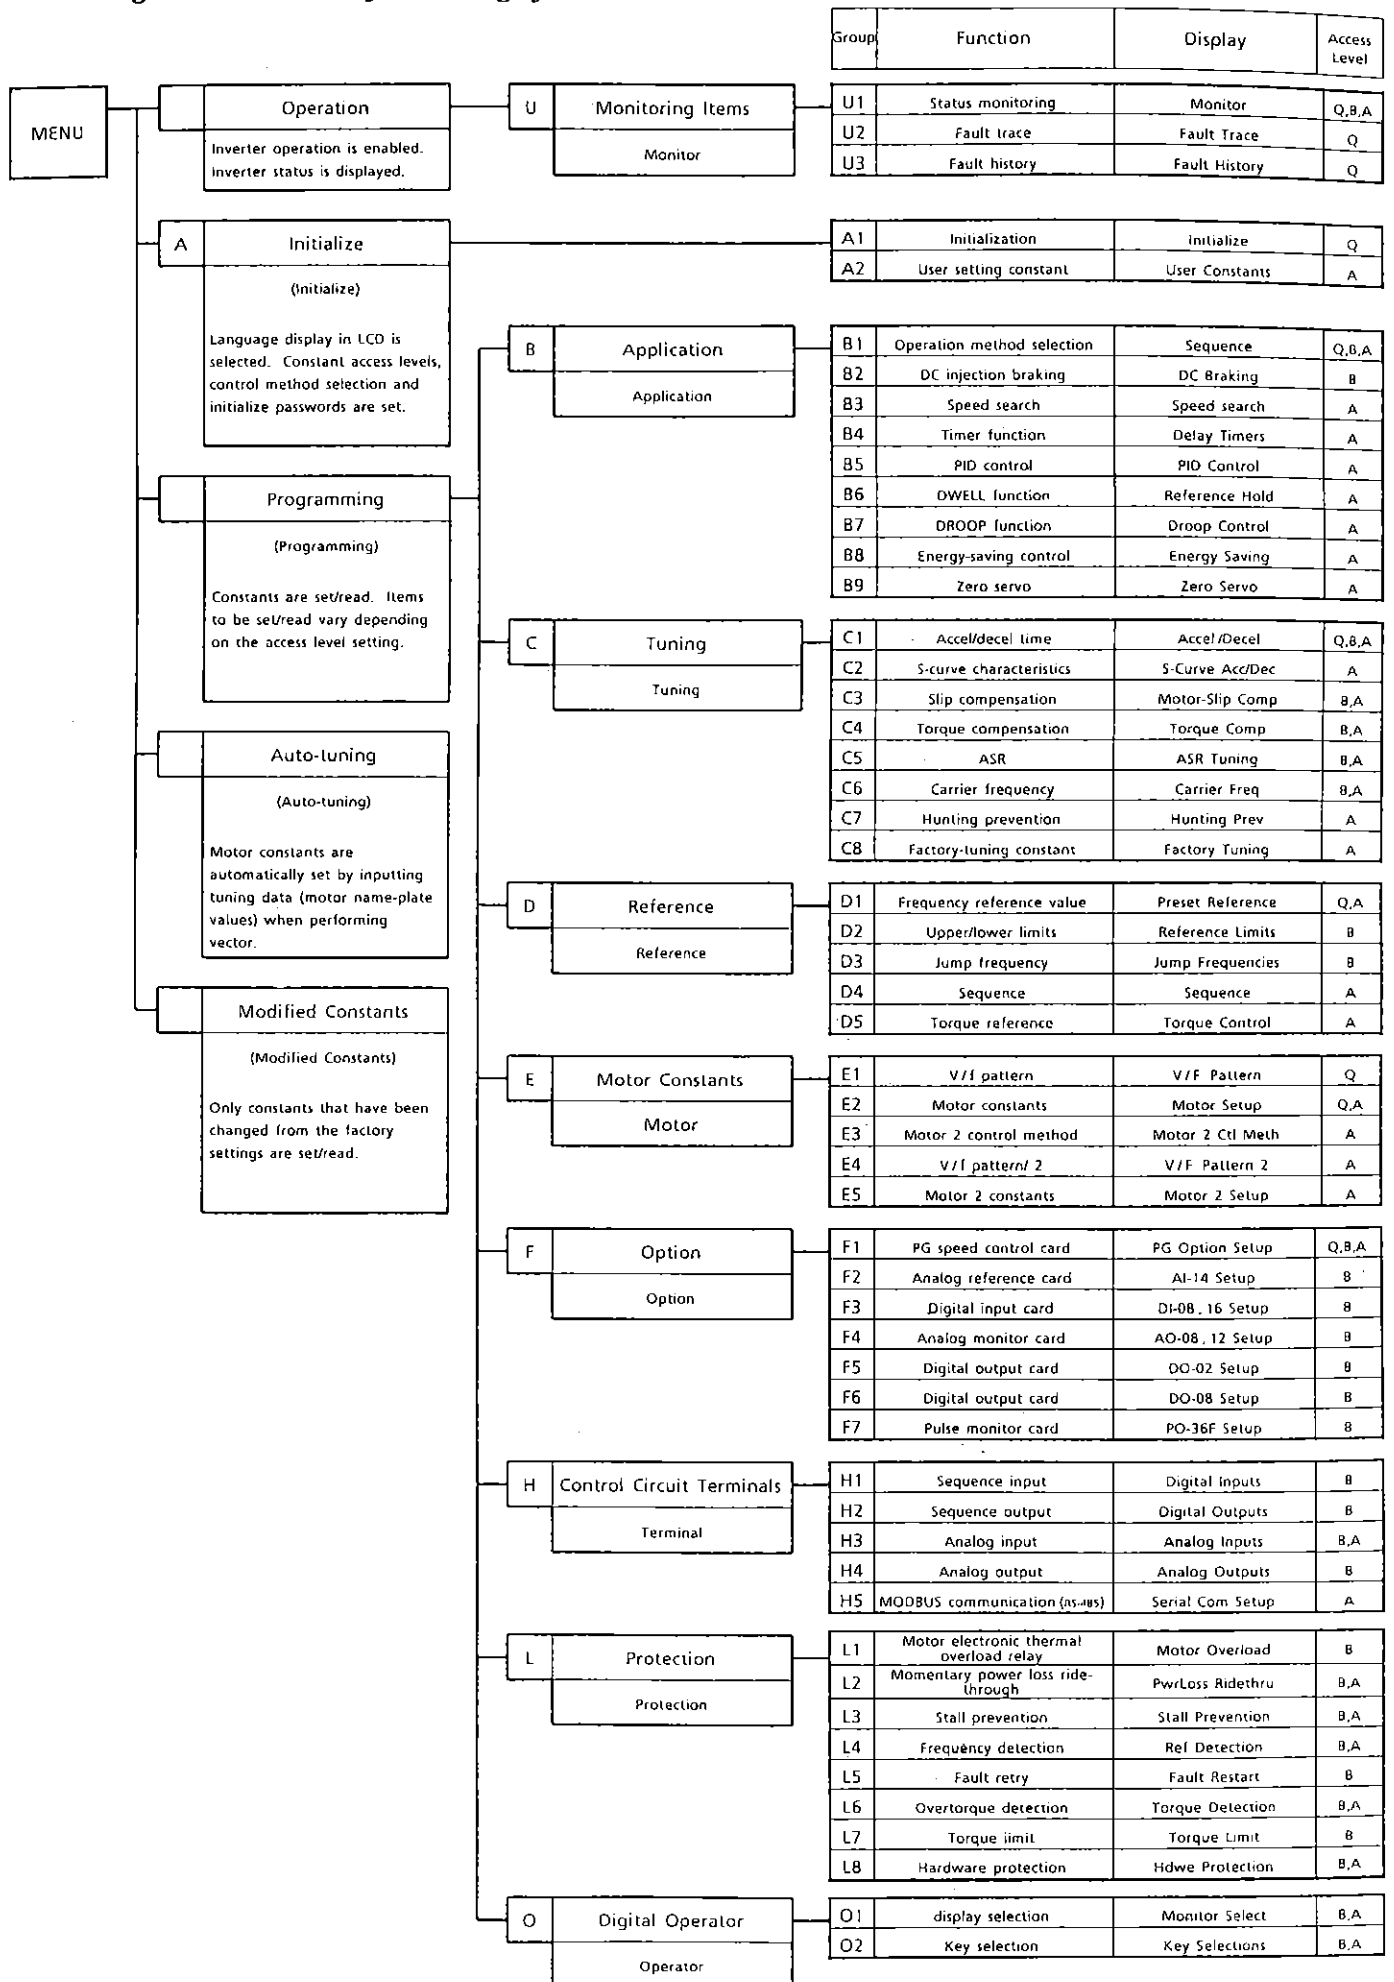 Group Function Display Access Level
MENU
Operation
Inverter operation is enabled.
Inverter status is displayed.
U Monitoring Items
Monitor
U1 Status monitoring Monitor Q,B,A
U2 Fault trace Fault Trace Q
U3 Fault history Fault History Q
A Initialize
(Initialize)
Language display in LCD is
selected. Constant access levels,
control method selection and
initialize passwords are set.
A1 Initialization Initialize Q
A2 User setting constant User Constants A
Programming
(Programming)
Constants are set/read. Items
to be set/read vary depending
on the access level setting.
Auto-tuning
(Auto-tuning)
Motor constants are
automatically set by inputting
tuning data (motor name-plate
values) when performing
vector.
Modified Constants
(Modified Constants)
Only constants that have been
changed from the factory
settings are set/read.
B Application
Application
B1 Operation method selection Sequence Q,B,A
B2 DC injection braking DC Braking B
B3 Speed search Speed search A
B4 Timer function Delay Timers A
B5 PID control PID Control A
B6 DWELL function Reference Hold A
B7 DROOP function Droop Control A
B8 Energy-saving control Energy Saving A
B9 Zero servo Zero Servo A
C Tuning
Tuning
C1 Accel/decel time Accel/Decel Q,B,A
C2 S-curve characteristics S-Curve Acc/Dec A
C3 Slip compensation Motor-Slip Comp B,A
C4 Torque compensation Torque Comp B,A
C5 ASR ASR Tuning B,A
C6 Carrier frequency Carrier Freq B,A
C7 Hunting prevention Hunting Prev A
C8 Factory-tuning constant Factory Tuning A
D Reference
Reference
D1 Frequency reference value Preset Reference Q,A
D2 Upper/lower limits Reference Limits B
D3 Jump frequency Jump Frequencies B
D4 Sequence Sequence A
D5 Torque reference Torque Control A
E Motor Constants
Motor
E1 V/f pattern V/F Pattern Q
E2 Motor constants Motor Setup Q,A
E3 Motor 2 control method Motor 2 Ctl Meth A
E4 V/f pattern/ 2 V/F Pattern 2 A
E5 Motor 2 constants Motor 2 Setup A
F Option
Option
F1 PG speed control card PG Option Setup Q,B,A
F2 Analog reference card AI-14 Setup B
F3 Digital input card DI-08, 16 Setup B
F4 Analog monitor card AO-08, 12 Setup B
F5 Digital output card DO-02 Setup B
F6 Digital output card DO-08 Setup B
F7 Pulse monitor card PO-36F Setup B
H Control Circuit Terminals
Terminal
H1 Sequence input Digital Inputs B
H2 Sequence output Digital Outputs B
H3 Analog input Analog Inputs B,A
H4 Analog output Analog Outputs B
H5 MODBUS communication (RS-485) Serial Com Setup A
L Protection
Protection
L1 Motor electronic thermal overload relay Motor Overload B
L2 Momentary power loss ride-through PwrLoss Ridethru B,A
L3 Stall prevention Stall Prevention B,A
L4 Frequency detection Ref Detection B,A
L5 Fault retry Fault Restart B
L6 Overtorque detection Torque Detection B,A
L7 Torque limit Torque Limit B
L8 Hardware protection Hdwe Protection B,A
O Digital Operator
Operator
O1 display selection Monitor Select B,A
O2 Key selection Key Selections B,A